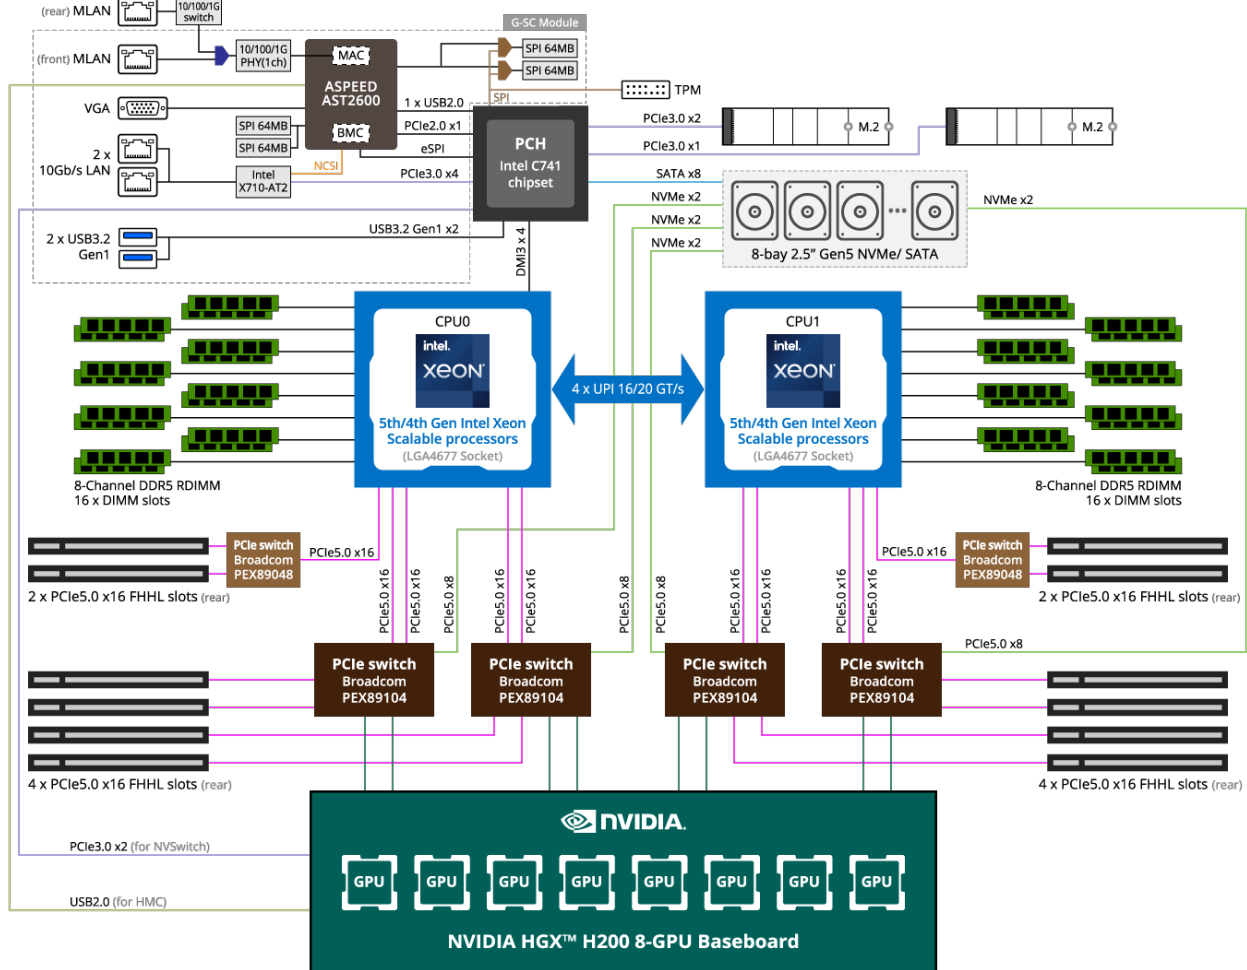 (rear) MLAN
10/100/1G
switch
G-SC Module
(front) MLAN
10/100/1G
PHY(1ch)
MAC
SPI 64MB
SPI 64MB
ASPEED
AST2600
SPI
TPM
VGA
1 x USB2.0
PCIe2.0 x1
eSPI
SPI 64MB
SPI 64MB
BMC
PCH
Intel C741
chipset
PCIe3.0 x2
M.2
M.2
PCIe3.0 x1
2 x
10Gb/s LAN
NCSI
Intel
X710-AT2
PCIe3.0 x4
SATA x8
NVMe x2
NVMe x2
NVMe x2
NVMe x2
8-bay 2.5” Gen5 NVMe/ SATA
2 x USB3.2
Gen1
USB3.2 Gen1 x2
DMI3 x 4
CPU0
intel.
xeon
5th/4th Gen Intel Xeon
Scalable processors
(LGA4677 Socket)
4 x UPI 16/20 GT/s
CPU1
intel.
xeon
5th/4th Gen Intel Xeon
Scalable processors
(LGA4677 Socket)
8-Channel DDR5 RDIMM
16 x DIMM slots
8-Channel DDR5 RDIMM
16 x DIMM slots
PCIe switch
Broadcom
PEX89048
PCIe5.0 x16
2 x PCIe5.0 x16 FHHL slots (rear)
PCIe5.0 x16
PCIe5.0 x16
PCIe5.0 x8
PCIe5.0 x16
PCIe5.0 x16
PCIe5.0 x8
PCIe5.0 x8
PCIe5.0 x16
PCIe5.0 x16
PCIe5.0 x16
PCIe5.0 x16
PCIe5.0 x16
PCIe switch
Broadcom
PEX89048
2 x PCIe5.0 x16 FHHL slots (rear)
PCIe5.0 x8
PCIe switch
Broadcom
PEX89104
PCIe switch
Broadcom
PEX89104
PCIe switch
Broadcom
PEX89104
PCIe switch
Broadcom
PEX89104
4 x PCIe5.0 x16 FHHL slots (rear)
4 x PCIe5.0 x16 FHHL slots (rear)
PCIe3.0 x2 (for NVSwitch)
USB2.0 (for HMC)
NVIDIA.
GPU
GPU
GPU
GPU
GPU
GPU
GPU
GPU
NVIDIA HGX™ H200 8-GPU Baseboard